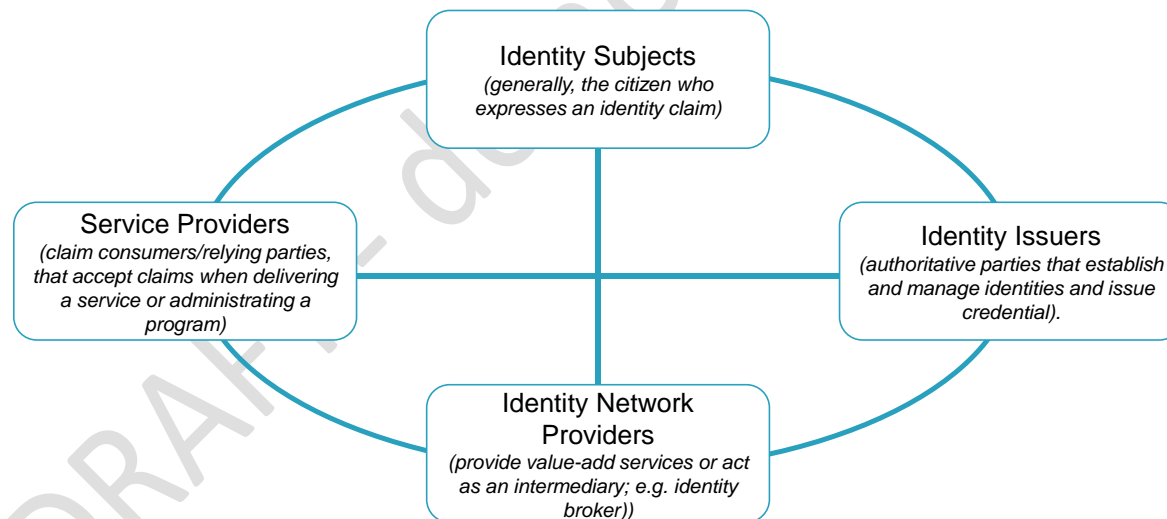 Identity Subjects
(generally, the citizen who
expresses an identity claim)
Service Providers
(claim consumers/relying parties,
that accept claims when delivering
a service or administrating a
program)
Identity Issuers
(authoritative parties that establish
and manage identities and issue
credential).
Identity Network
Providers
(provide value-add services or act
as an intermediary; e.g. identity
broker))
DRAFT - d